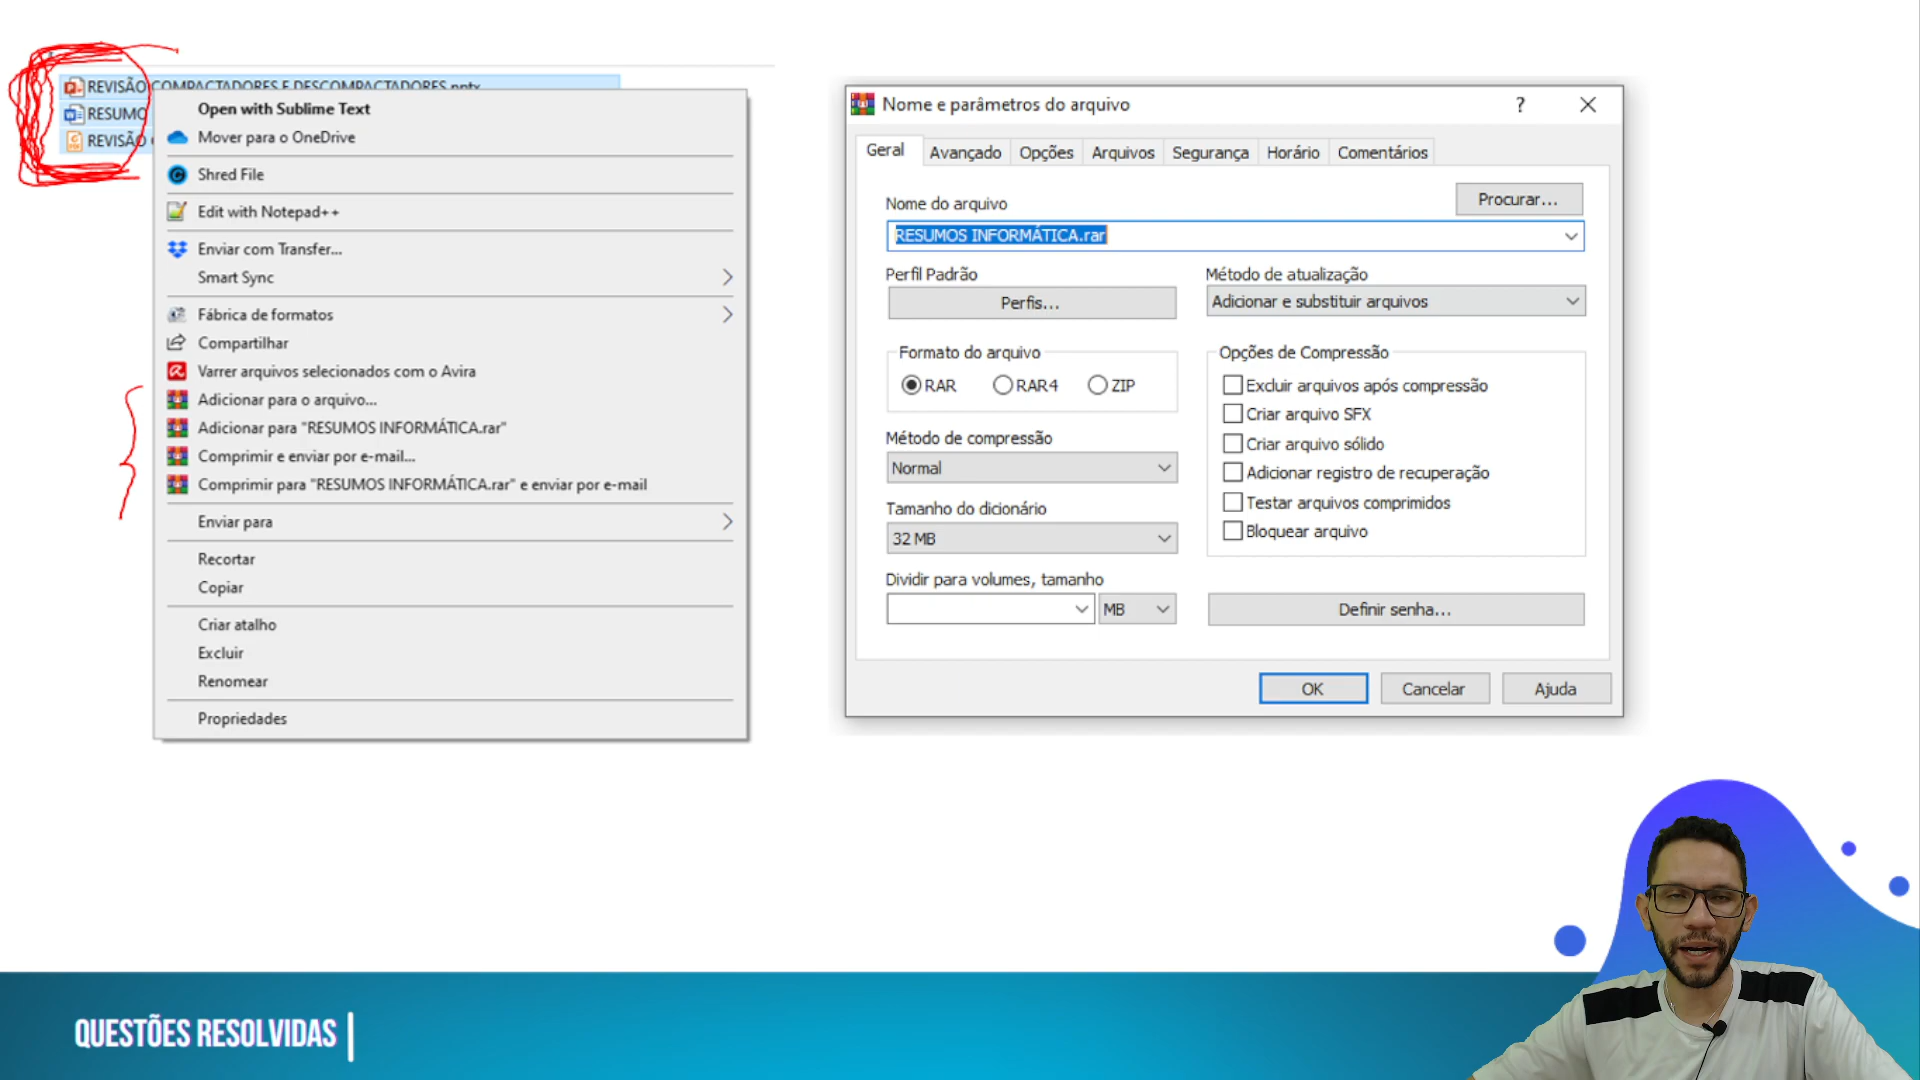 REVISÃO COMPACTADORES E DESCOMPACTADORES.pptx
RESUMO
REVISÃO
Open with Sublime Text
Mover para o OneDrive
Shred File
Edit with Notepad++
Enviar com Transfer...
Smart Sync
Fábrica de formatos
Compartilhar
Varrer arquivos selecionados com o Avira
Adicionar para o arquivo...
Adicionar para "RESUMOS INFORMÁTICA.rar"
Comprimir e enviar por e-mail...
Comprimir para "RESUMOS INFORMÁTICA.rar" e enviar por e-mail
Enviar para
Recortar
Copiar
Criar atalho
Excluir
Renomear
Propriedades
Nome e parâmetros do arquivo ?
Geral Avançado Opções Arquivos Segurança Horário Comentários
Nome do arquivo
Procurar...
RESUMOS INFORMÁTICA.rar
Perfil Padrão
Perfis...
Método de atualização
Adicionar e substituir arquivos
Formato do arquivo
RAR RAR4 ZIP
Método de compressão
Normal
Tamanho do dicionário
32 MB
Dividir para volumes, tamanho
MB
Opções de Compressão
Excluir arquivos após compressão
Criar arquivo SFX
Criar arquivo sólido
Adicionar registro de recuperação
Testar arquivos comprimidos
Bloquear arquivo
Definir senha...
OK Cancelar Ajuda
QUESTÕES RESOLVIDAS |